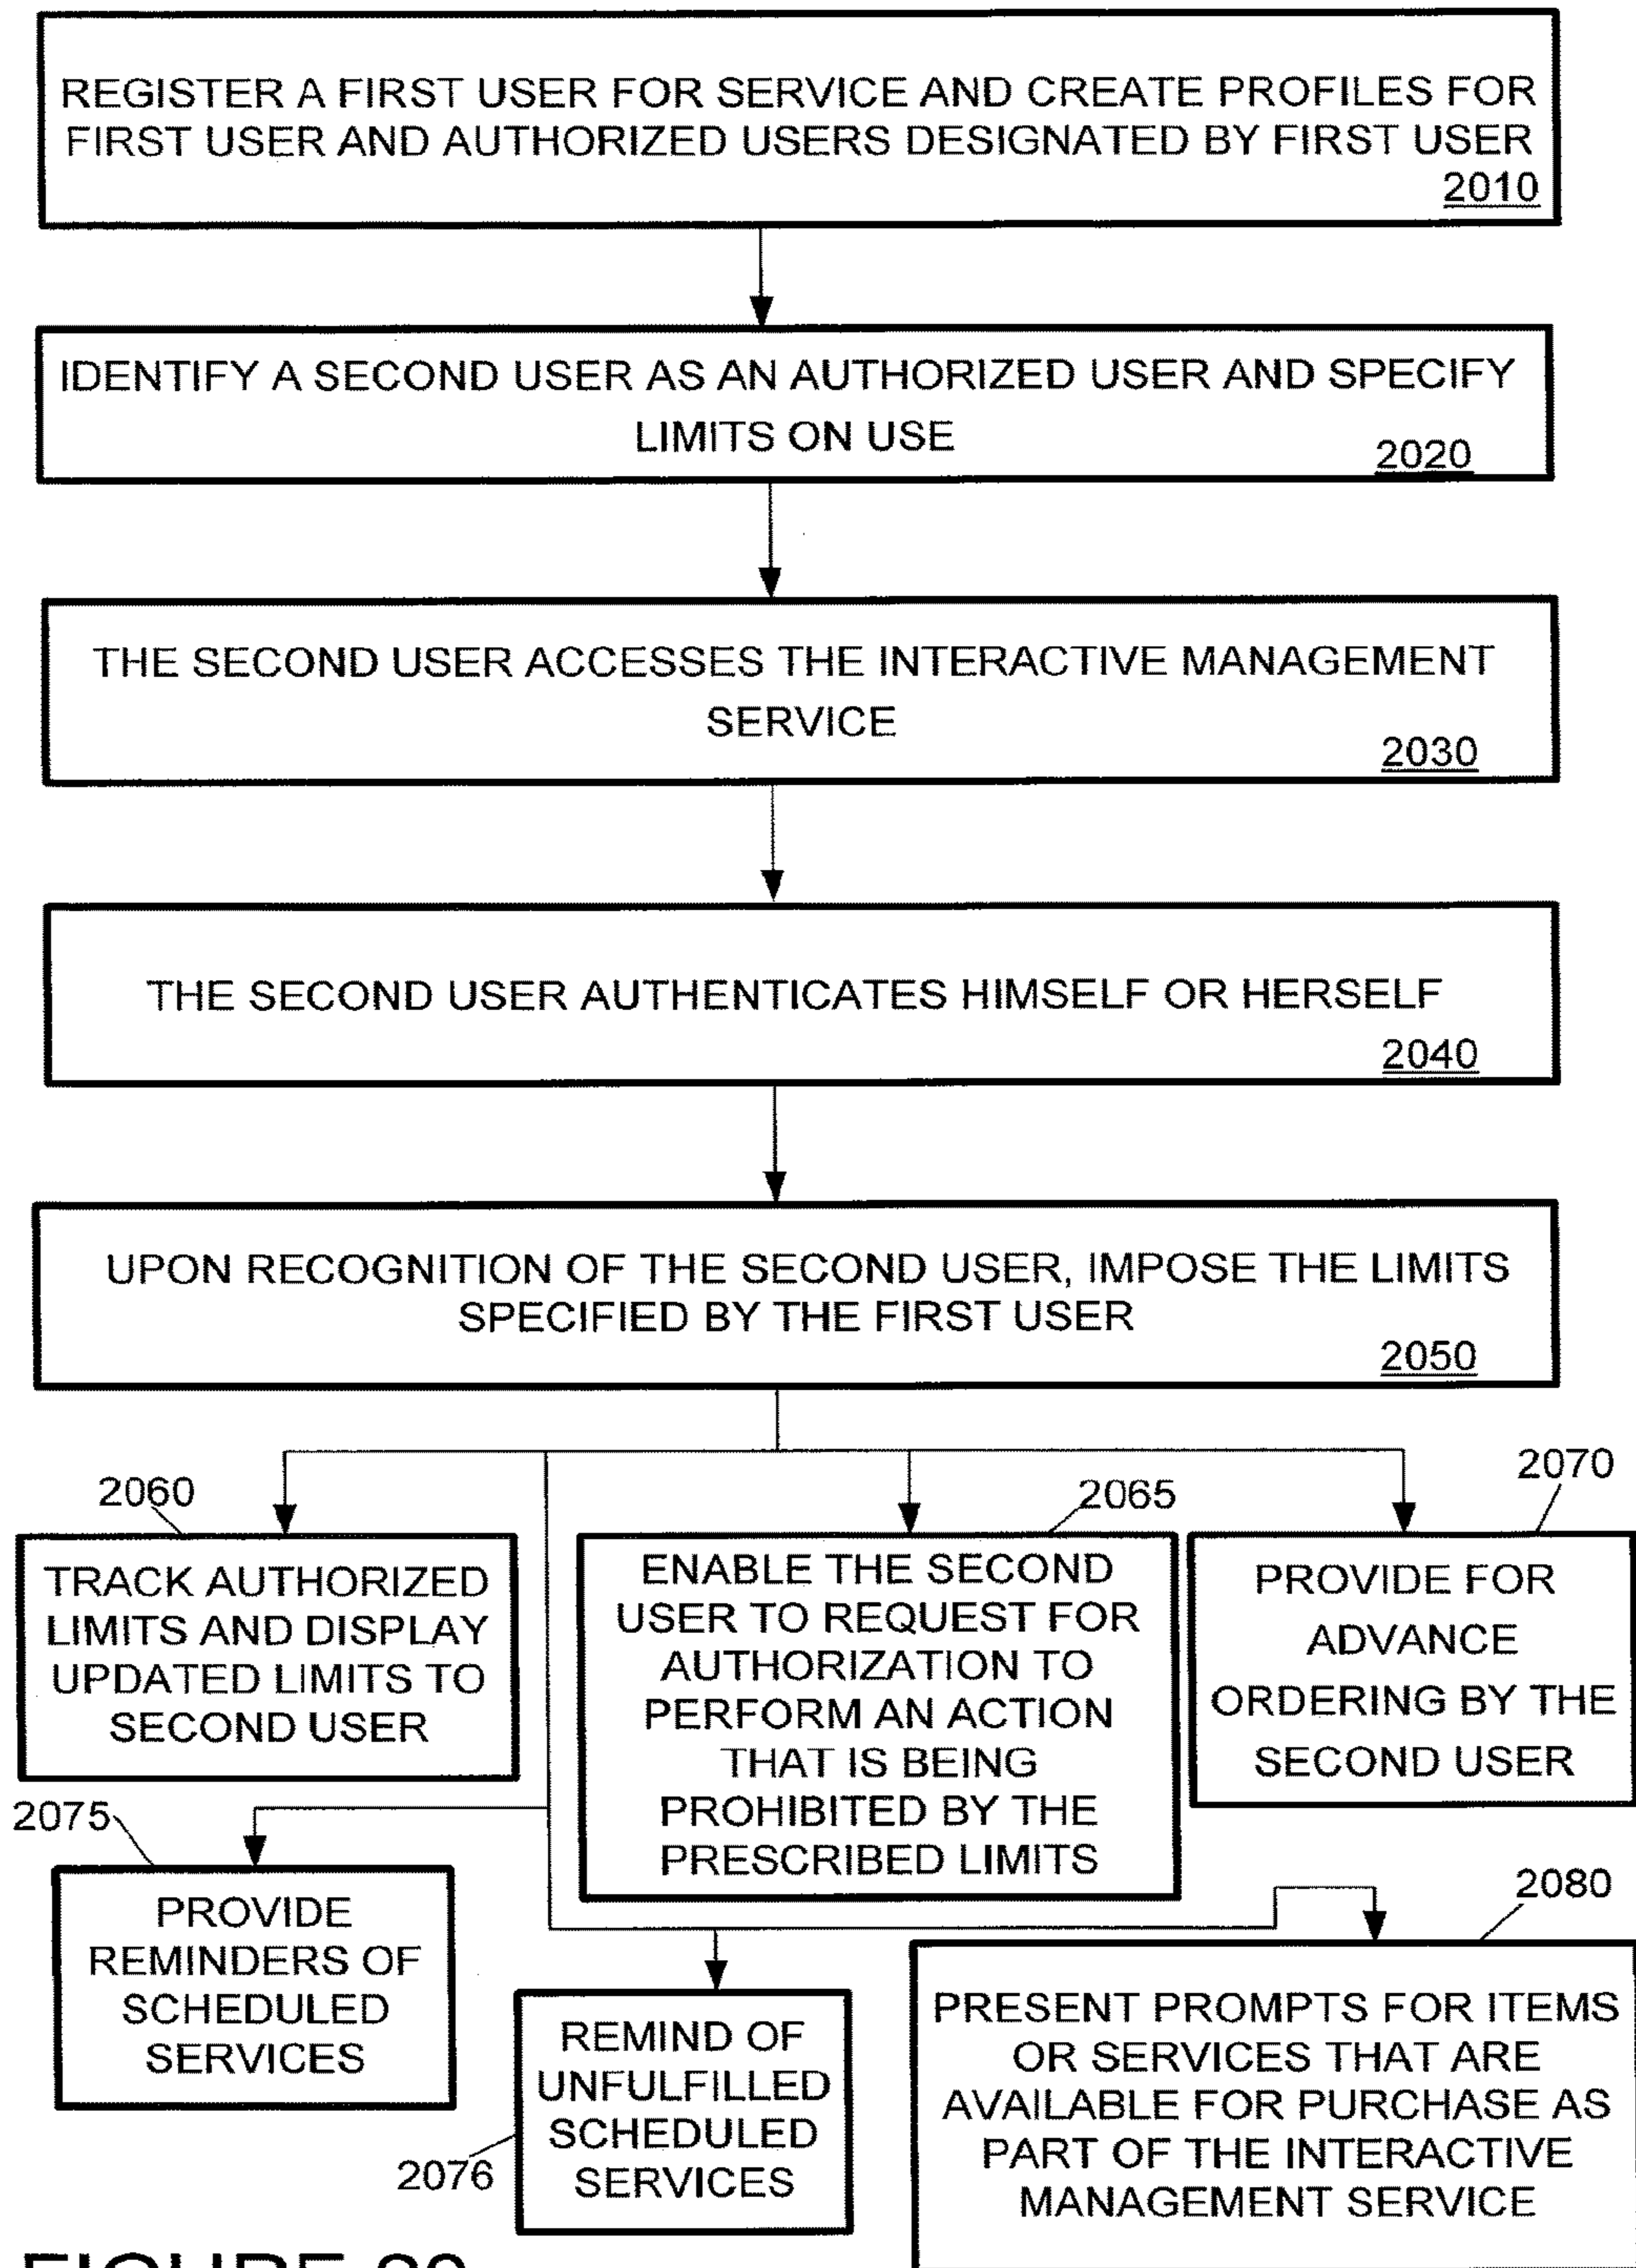 REGISTER A FIRST USER FOR SERVICE AND CREATE PROFILES FOR
FIRST USER AND AUTHORIZED USERS DESIGNATED BY FIRST USER
2010
IDENTIFY A SECOND USER AS AN AUTHORIZED USER AND SPECIFY
LIMITS ON USE
2020
THE SECOND USER ACCESSES THE INTERACTIVE MANAGEMENT
SERVICE
2030
THE SECOND USER AUTHENTICATES HIMSELF OR HERSELF
2040
UPON RECOGNITION OF THE SECOND USER, IMPOSE THE LIMITS
SPECIFIED BY THE FIRST USER
2050
2060
TRACK AUTHORIZED
LIMITS AND DISPLAY
UPDATED LIMITS TO
SECOND USER
2065
ENABLE THE SECOND
USER TO REQUEST FOR
AUTHORIZATION TO
PERFORM AN ACTION
THAT IS BEING
PROHIBITED BY THE
PRESCRIBED LIMITS
2070
PROVIDE FOR
ADVANCE
ORDERING BY THE
SECOND USER
2075
PROVIDE
REMINDERS OF
SCHEDULED
SERVICES
2076
REMIND OF
UNFULFILLED
SCHEDULED
SERVICES
2080
PRESENT PROMPTS FOR ITEMS
OR SERVICES THAT ARE
AVAILABLE FOR PURCHASE AS
PART OF THE INTERACTIVE
MANAGEMENT SERVICE
FIGURE